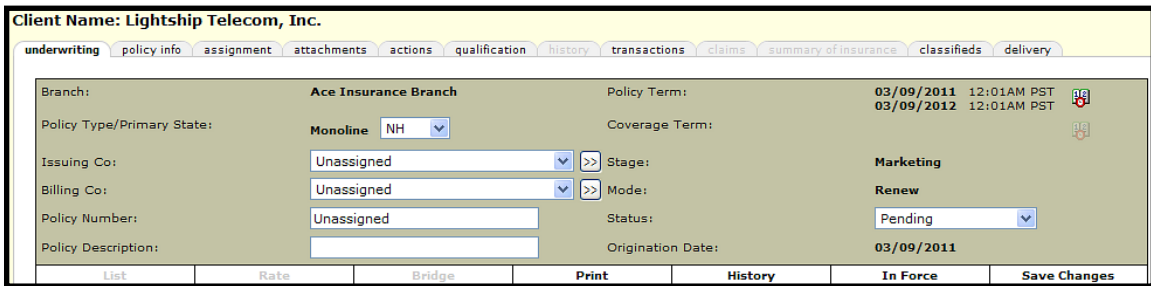 Client Name: Lightship Telecom, Inc.
underwriting policy info assignment attachments actions qualification history transactions claims summary of insurance classifieds delivery
Branch: Ace Insurance Branch Policy Term: 03/09/2011 12:01AM PST
03/09/2012 12:01AM PST
Policy Type/Primary State: Monoline NH Coverage Term:
Issuing Co: Unassigned >> Stage: Marketing
Billing Co: Unassigned >> Mode: Renew
Policy Number: Unassigned Status: Pending
Policy Description: Origination Date: 03/09/2011
List Rate Bridge Print History In Force Save Changes